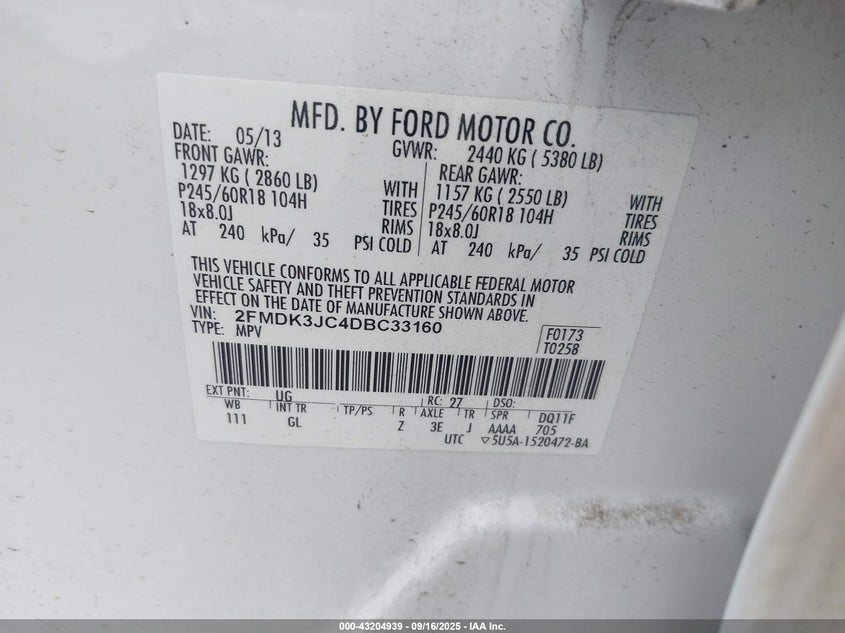 MFD. BY FORD MOTOR CO.
DATE: 05/13 GVWR: 2440 KG ( 5380 LB)
FRONT GAWR: REAR GAWR:
1297 KG ( 2860 LB) WITH 1157 KG ( 2550 LB) WITH
P245/60R18 104H TIRES P245/60R18 104H TIRES
18x8.0J RIMS 18x8.0J RIMS
AT 240 kPa/ 35 PSI COLD AT 240 kPa/ 35 PSI COLD
THIS VEHICLE CONFORMS TO ALL APPLICABLE FEDERAL MOTOR
VEHICLE SAFETY AND THEFT PREVENTION STANDARDS IN
EFFECT ON THE DATE OF MANUFACTURE SHOWN ABOVE.
VIN: 2FMDK3JC4DBC33160
TYPE: MPV
F0173
T0258
EXT PNT: UG RC: 27 DSO:
WB INT TR TP/PS R AXLE TR SPR DQ11F
111 GL Z 3E J AAAA 705
UTC ▽5U5A-1520472-BA
000-43204939 - 09/16/2025 - IAA Inc.